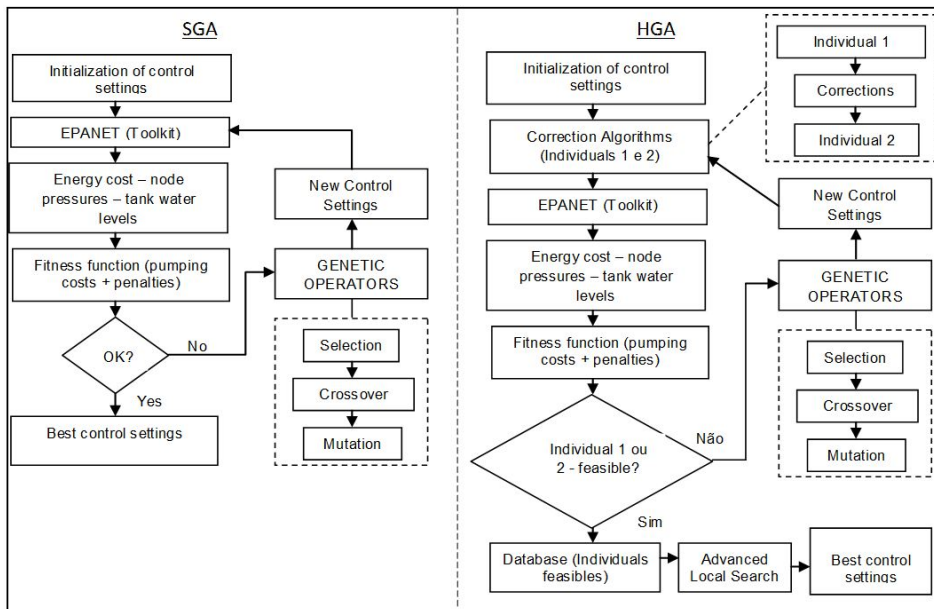 SGA
Initialization of control
settings
EPANET (Toolkit)
Energy cost – node
pressures – tank water
levels
Fitness function (pumping
costs + penalties)
OK?
No
Yes
Best control settings
New Control
Settings
GENETIC
OPERATORS
Selection
Crossover
Mutation
HGA
Initialization of control
settings
Correction Algorithms
(Individuals 1 e 2)
EPANET (Toolkit)
Energy cost – node
pressures – tank water
levels
Fitness function (pumping
costs + penalties)
Individual 1 ou
2 - feasible?
Não
Sim
Database (Individuals
feasibles)
Advanced
Local Search
Best control
settings
Individual 1
Corrections
Individual 2
New Control
Settings
GENETIC
OPERATORS
Selection
Crossover
Mutation